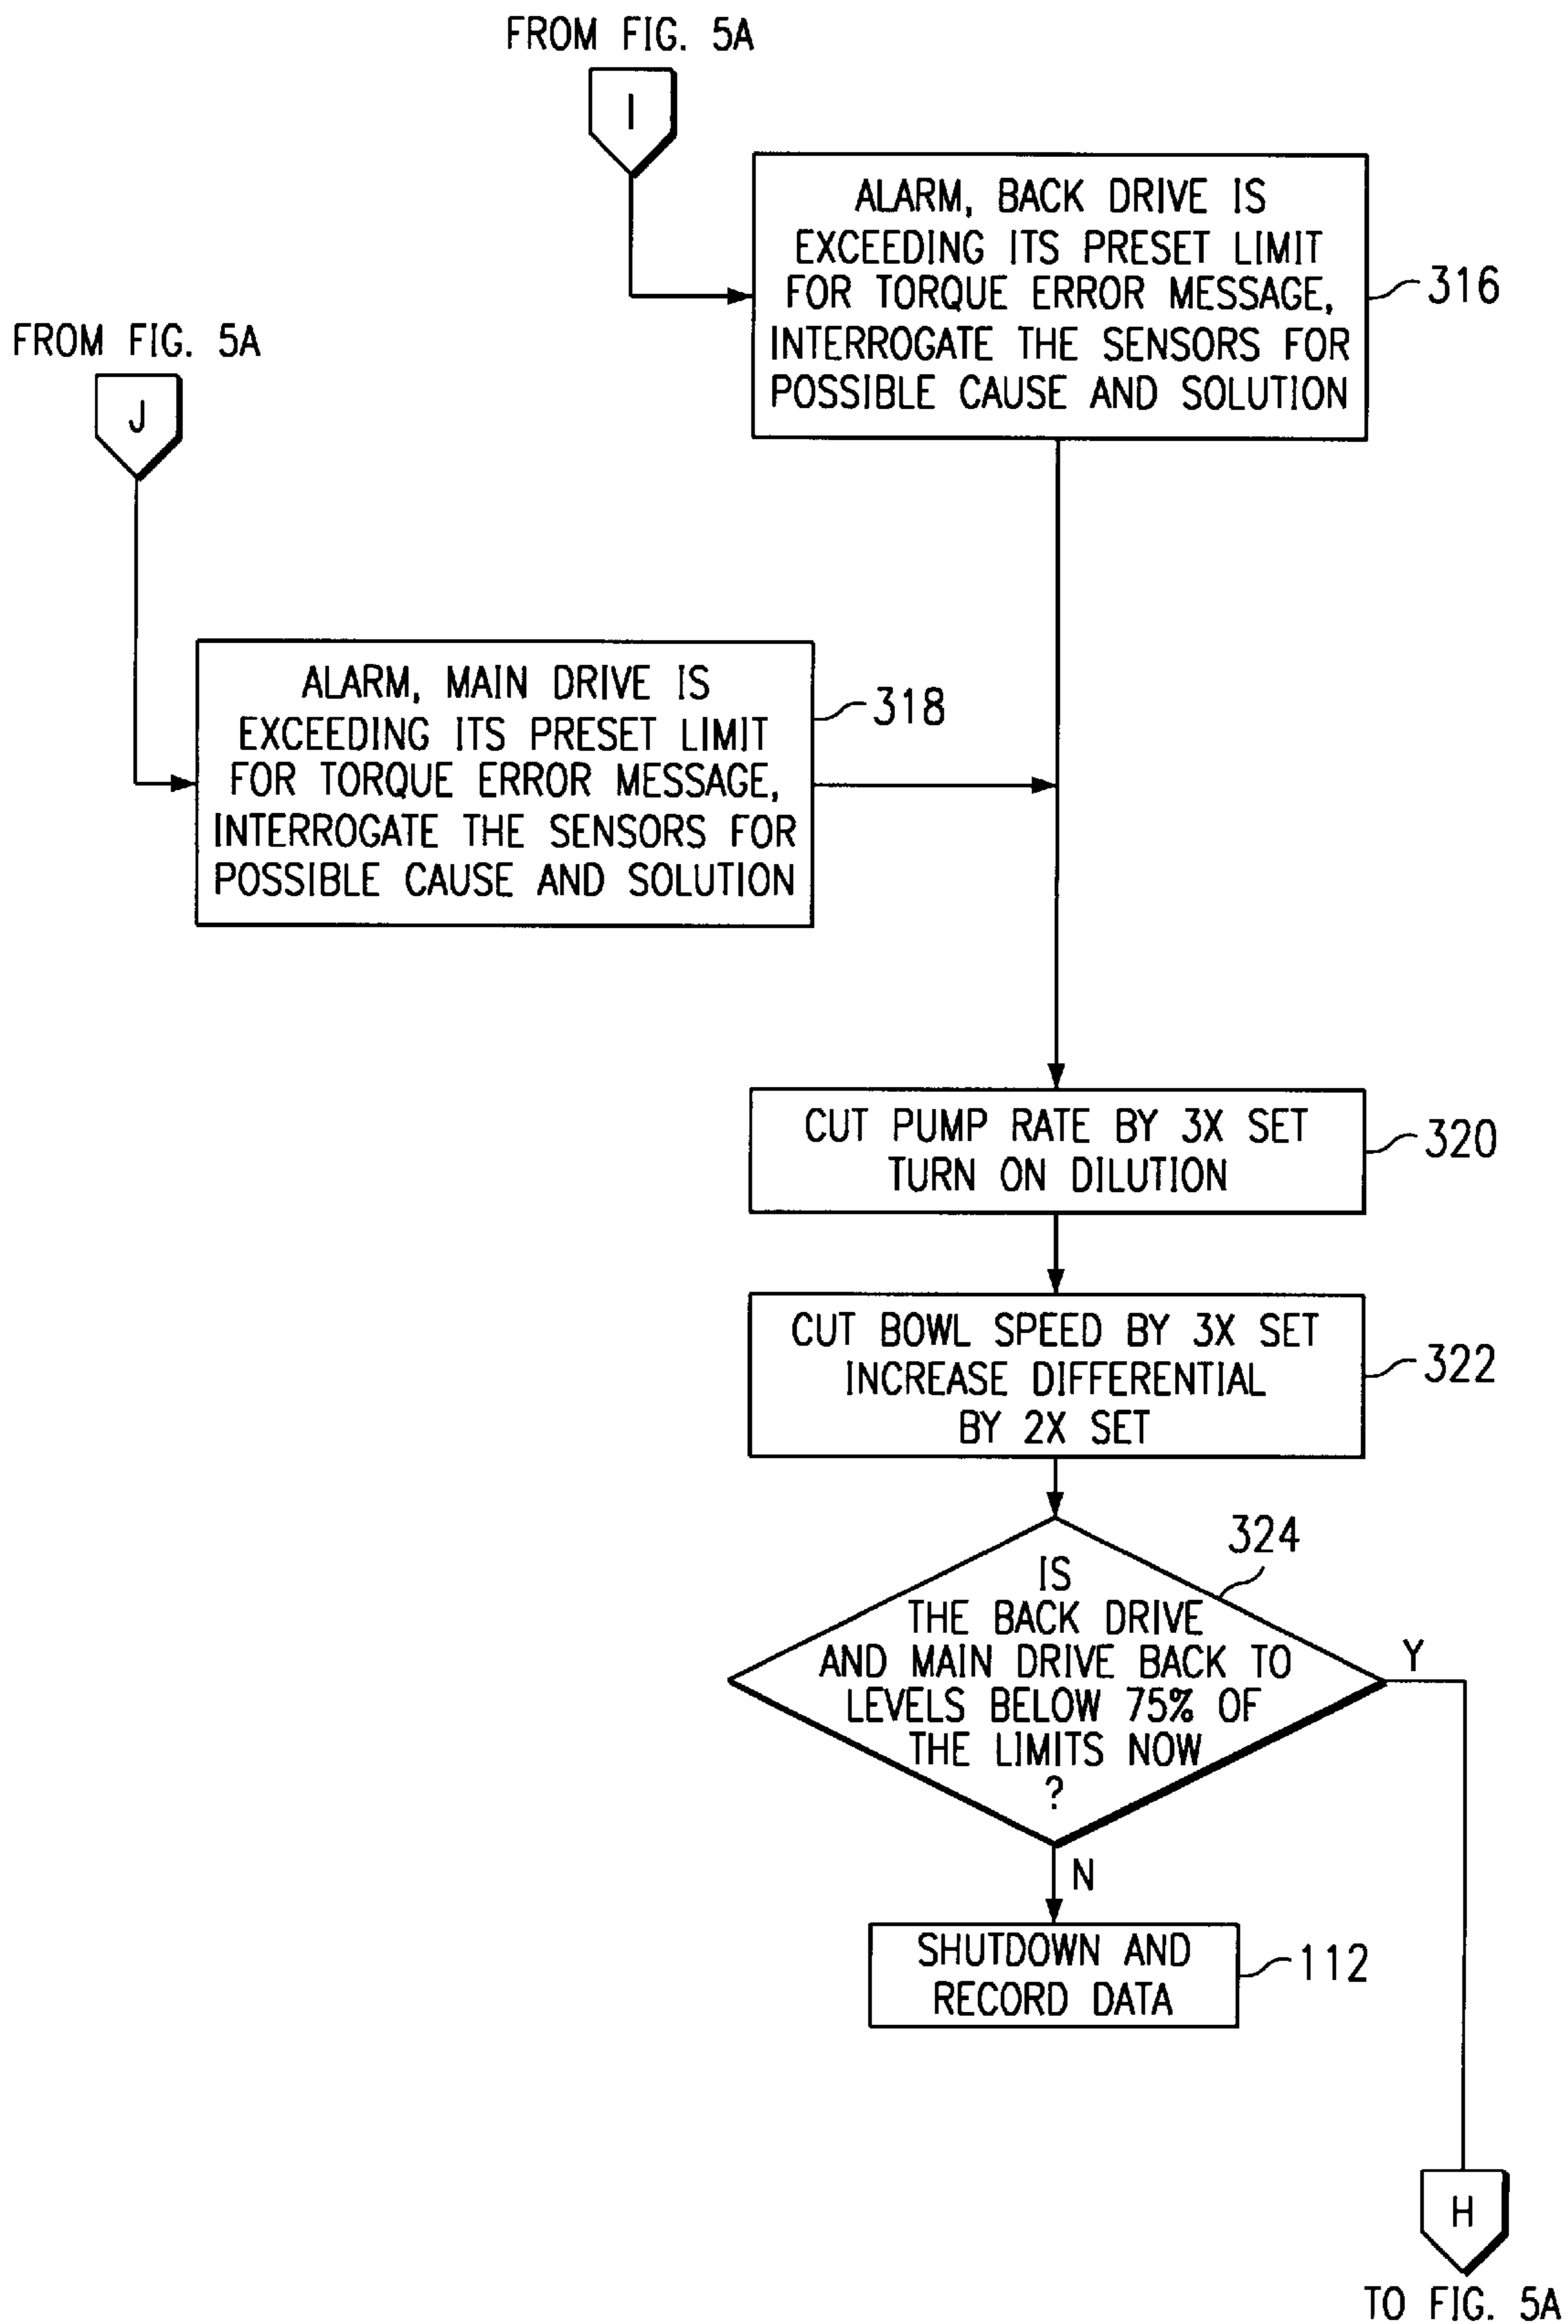 FROM FIG. 5A
I
ALARM, BACK DRIVE IS
EXCEEDING ITS PRESET LIMIT
FOR TORQUE ERROR MESSAGE,
INTERROGATE THE SENSORS FOR
POSSIBLE CAUSE AND SOLUTION
316
FROM FIG. 5A
J
ALARM, MAIN DRIVE IS
EXCEEDING ITS PRESET LIMIT
FOR TORQUE ERROR MESSAGE,
INTERROGATE THE SENSORS FOR
POSSIBLE CAUSE AND SOLUTION
318
CUT PUMP RATE BY 3X SET
TURN ON DILUTION
320
CUT BOWL SPEED BY 3X SET
INCREASE DIFFERENTIAL
BY 2X SET
322
324
IS
THE BACK DRIVE
AND MAIN DRIVE BACK TO
LEVELS BELOW 75% OF
THE LIMITS NOW
?
Y
N
SHUTDOWN AND
RECORD DATA
112
H
TO FIG. 5A